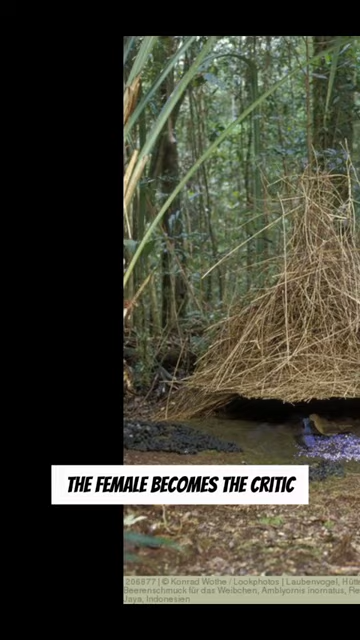 THE FEMALE BECOMES THE CRITIC
206877 | © Konrad Wothe / Lookphotos | Laubenvogel,
Beerenschmuck für das Weibchen, Amblyornis inornatus,
Jaya, Indonesien